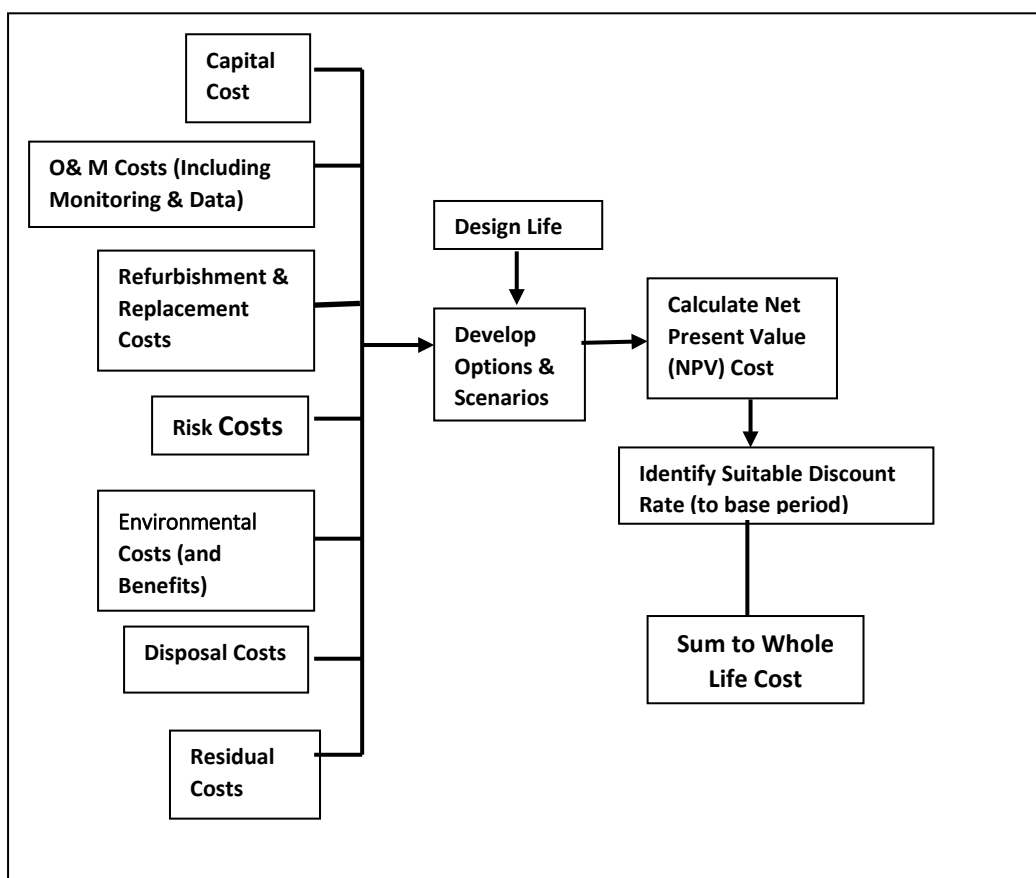 Capital
Cost
O& M Costs (Including
Monitoring & Data)
Refurbishment &
Replacement
Costs
Risk Costs
Environmental
Costs (and
Benefits)
Disposal Costs
Residual
Costs
Design Life
Develop
Options &
Scenarios
Calculate Net
Present Value
(NPV) Cost
Identify Suitable Discount
Rate (to base period)
Sum to Whole
Life Cost